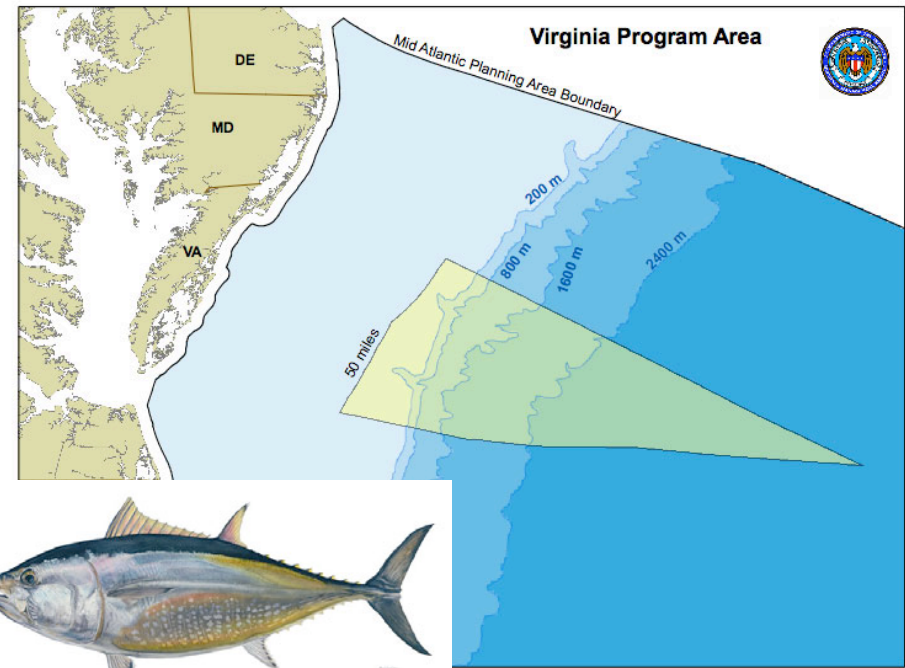 Virginia Program Area
Mid Atlantic Planning Area Boundary
DE
MD
VA
200 m
800 m
1600 m
2400 m
50 miles